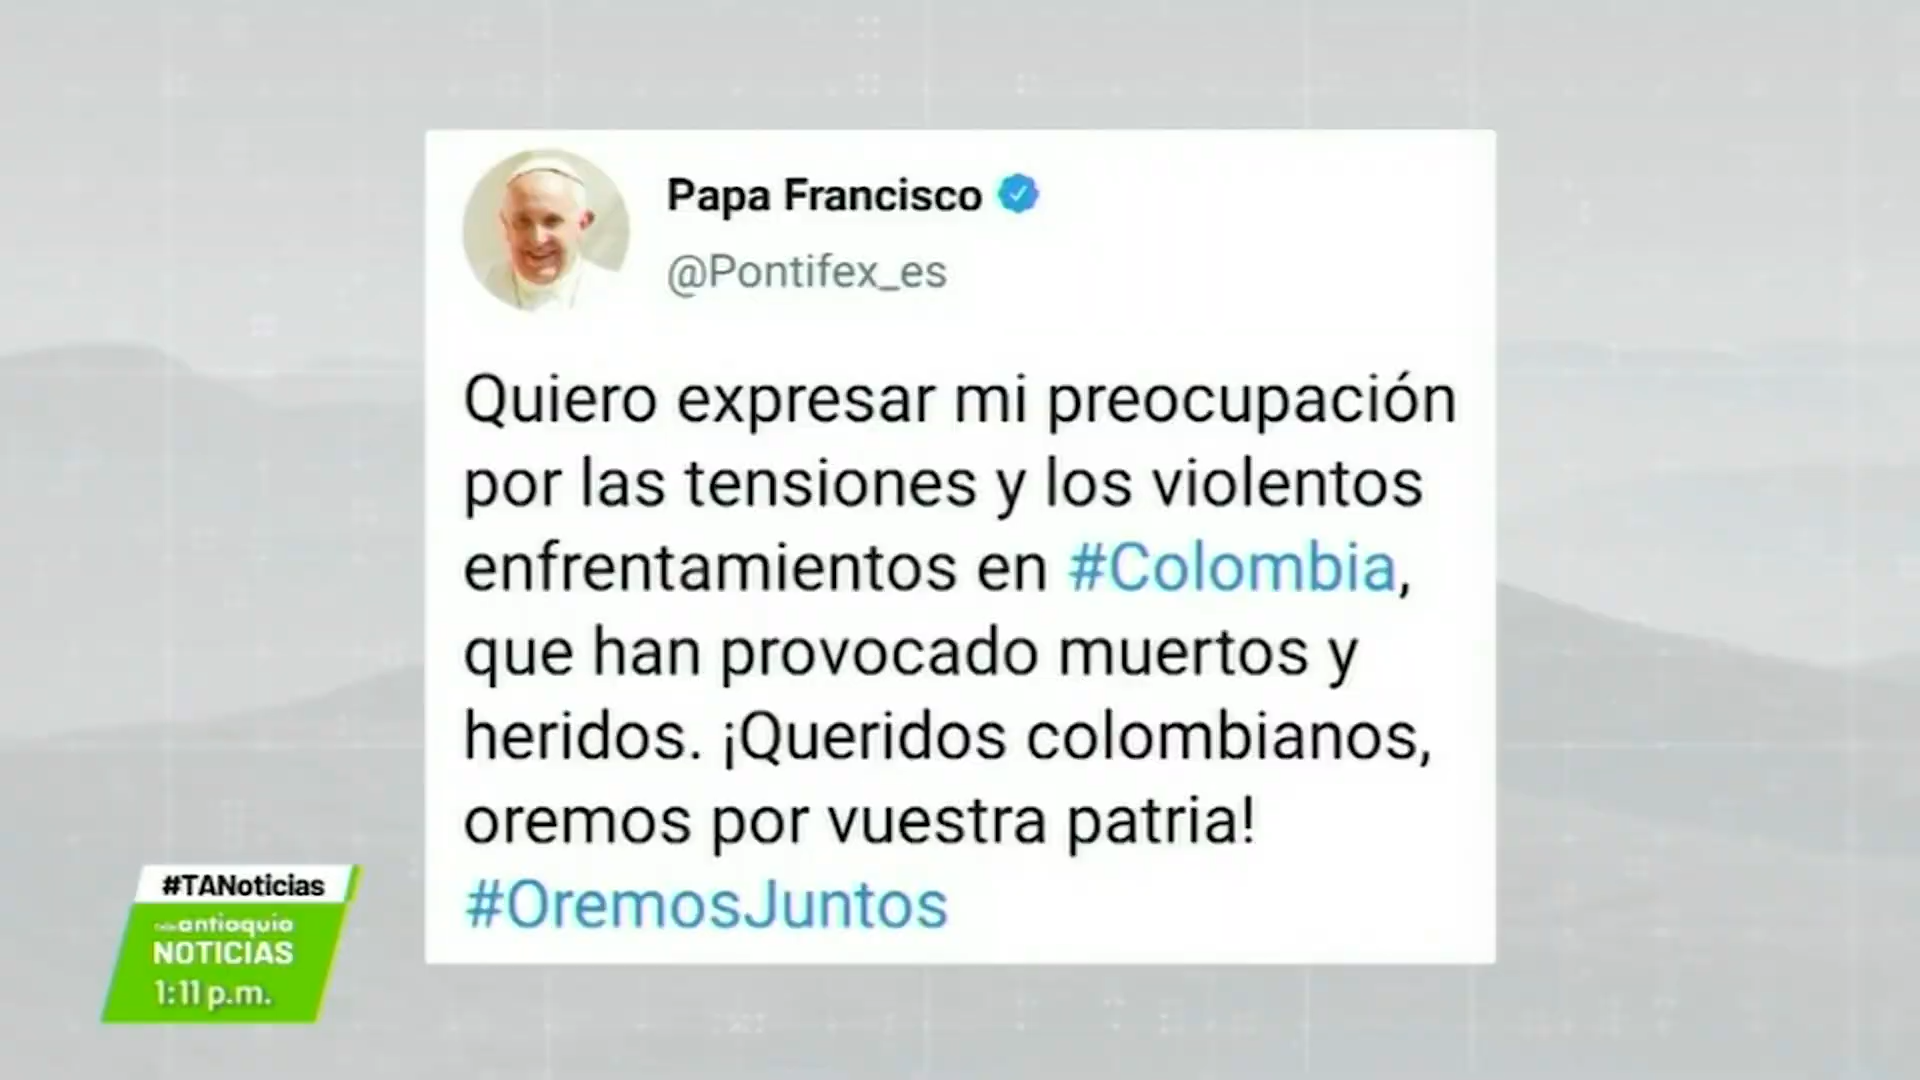 Papa Francisco
@Pontifex_es
Quiero expresar mi preocupación
por las tensiones y los violentos
enfrentamientos en #Colombia,
que han provocado muertos y
heridos. ¡Queridos colombianos,
oremos por vuestra patria!
#OremosJuntos
#TANoticias
teleantioquia
NOTICIAS
1:11 p.m.